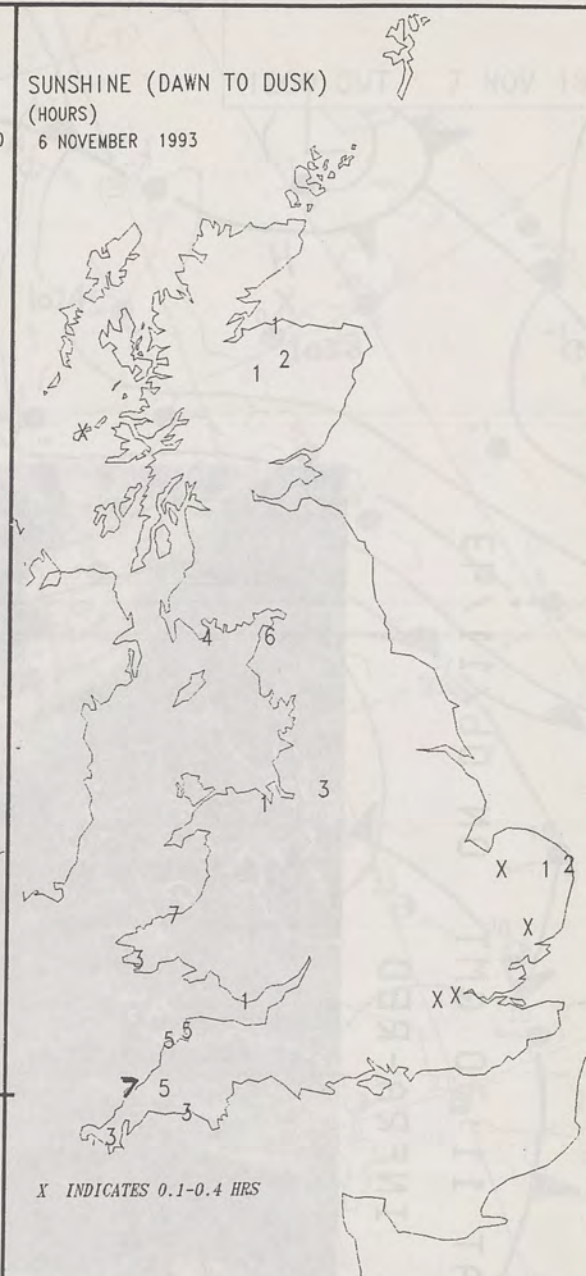 SUNSHINE (DAWN TO DUSK)
(HOURS)
6 NOVEMBER 1993
1
1 2
4 6
3
1
X 1 2
7
X
3
X X
1
5 5
7 5
3
3
X INDICATES 0.1-0.4 HRS